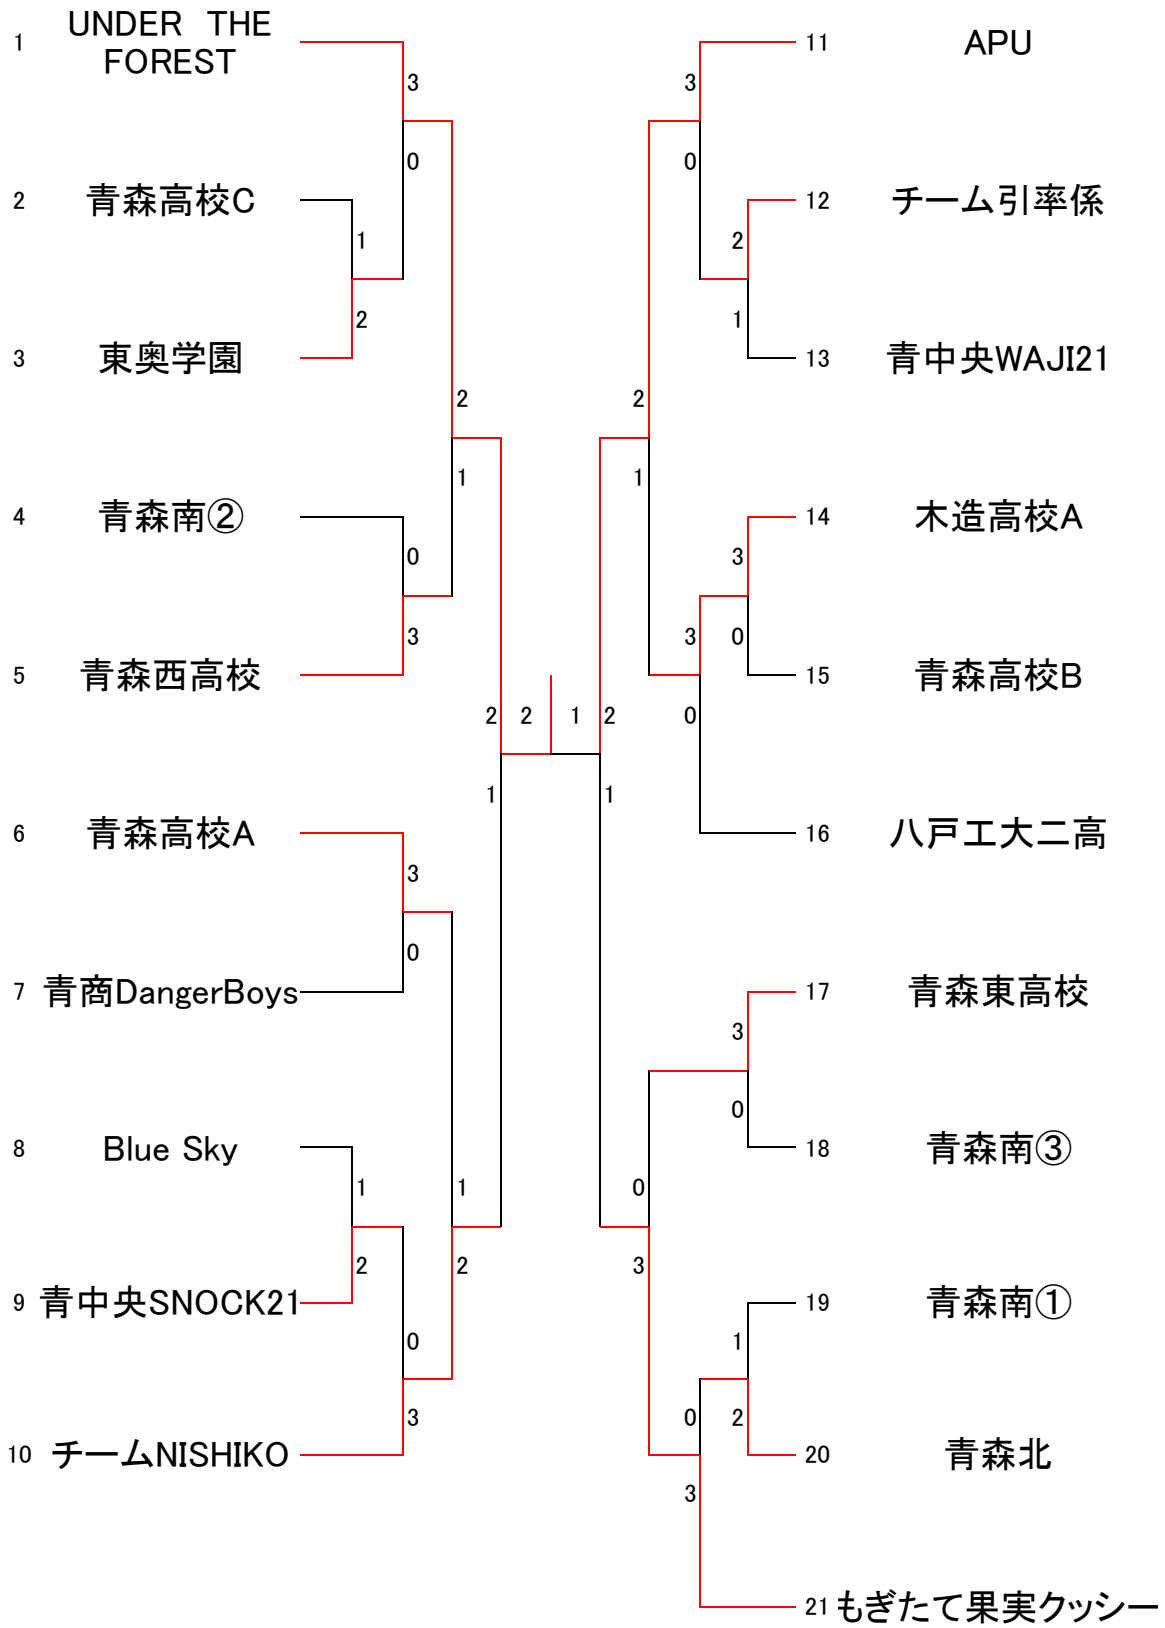 1 UNDER THE
FOREST
3
0
2 青森高校C
1
2
3 東奥学園
2
1
4 青森南②
0
3
5 青森西高校
2 2 1 2
1 1
6 青森高校A
3
0
7 青商DangerBoys
8 Blue Sky
1
2
1
2
9 青中央SNOCK21
0
3
10 チームNISHIKO
11 APU
3
0
12 チーム引率係
2
1
13 青中央WAJI21
2
1
14 木造高校A
3
0
15 青森高校B
3
0
16 八戸工大二高
17 青森東高校
3
0
18 青森南③
0
3
19 青森南①
1
2
20 青森北
0
3
21 もぎたて果実クッシー